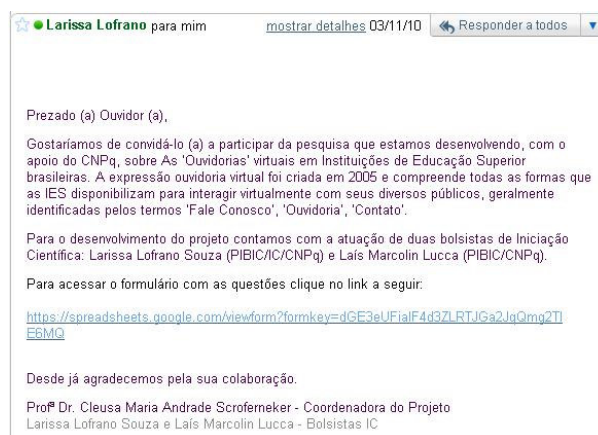 Larissa Lofrano para mim mostrar detalhes 03/11/10 Responder a todos
Prezado (a) Ouvidor (a),
Gostaríamos de convidá-lo (a) a participar da pesquisa que estamos desenvolvendo, com o
apoio do CNPq, sobre As 'Ouvidorias' virtuais em Instituições de Educação Superior
brasileiras. A expressão ouvidoria virtual foi criada em 2005 e compreende todas as formas que
as IES disponibilizam para interagir virtualmente com seus diversos públicos, geralmente
identificadas pelos termos 'Fale Conosco', 'Ouvidoria', 'Contato'.
Para o desenvolvimento do projeto contamos com a atuação de duas bolsistas de Iniciação
Científica: Larissa Lofrano Souza (PIBIC/IC/CNPq) e Laís Marcolin Lucca (PIBIC/CNPq).
Para acessar o formulário com as questões clique no link a seguir:
https://spreadsheets.google.com/viewform?formkey=dGE3eUFialF4d3ZLRTJGa2JqQmg2TI
E6MQ
Desde já agradecemos pela sua colaboração.
Profª Dr. Cleusa Maria Andrade Scroferneker - Coordenadora do Projeto
Larissa Lofrano Souza e Laís Marcolin Lucca - Bolsistas IC